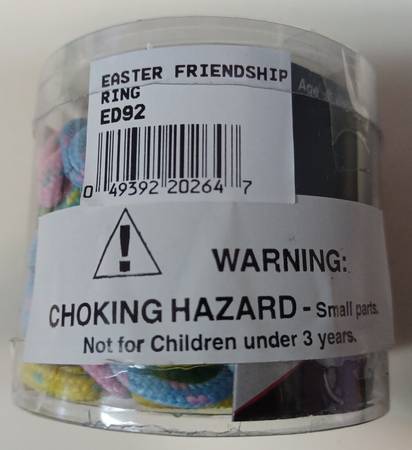 EASTER FRIENDSHIP
RING
ED92
Age
0 49392 20264 7
WARNING:
CHOKING HAZARD - Small parts.
Not for Children under 3 years.